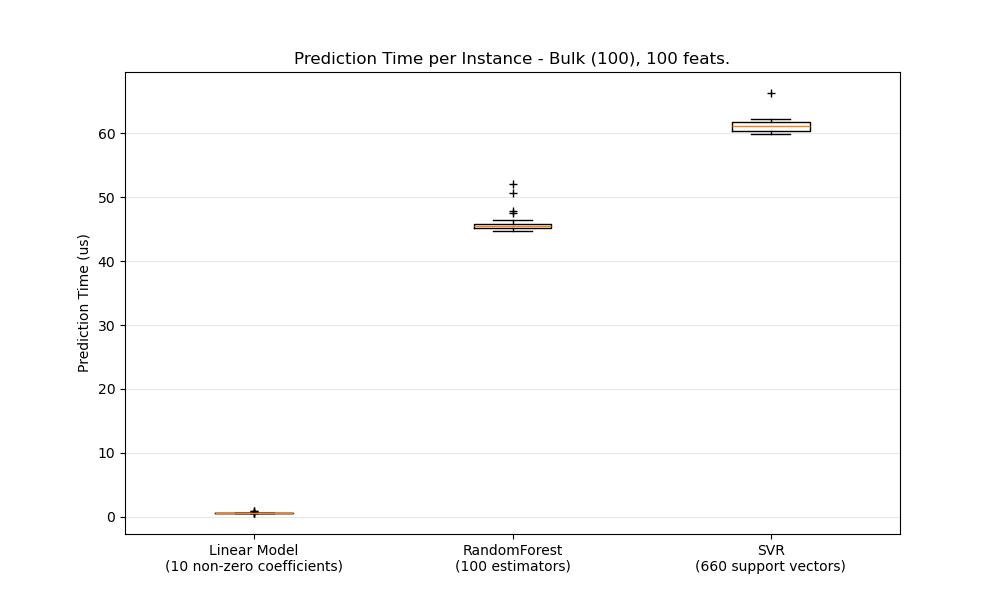 Prediction Time per Instance - Bulk (100), 100 feats.
Prediction Time (us)
60
50
40
30
20
10
0
Linear Model
(10 non-zero coefficients)
RandomForest
(100 estimators)
SVR
(660 support vectors)